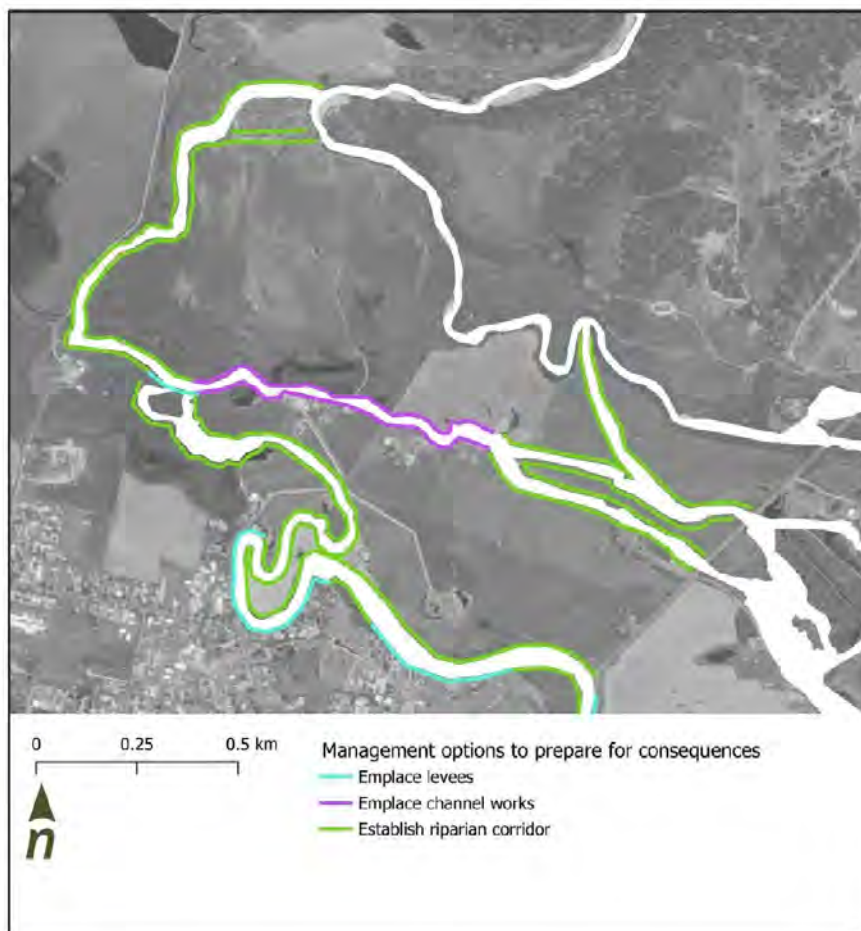 0 0.25 0.5 km
n
Management options to prepare for consequences
Emplace levees
Emplace channel works
Establish riparian corridor